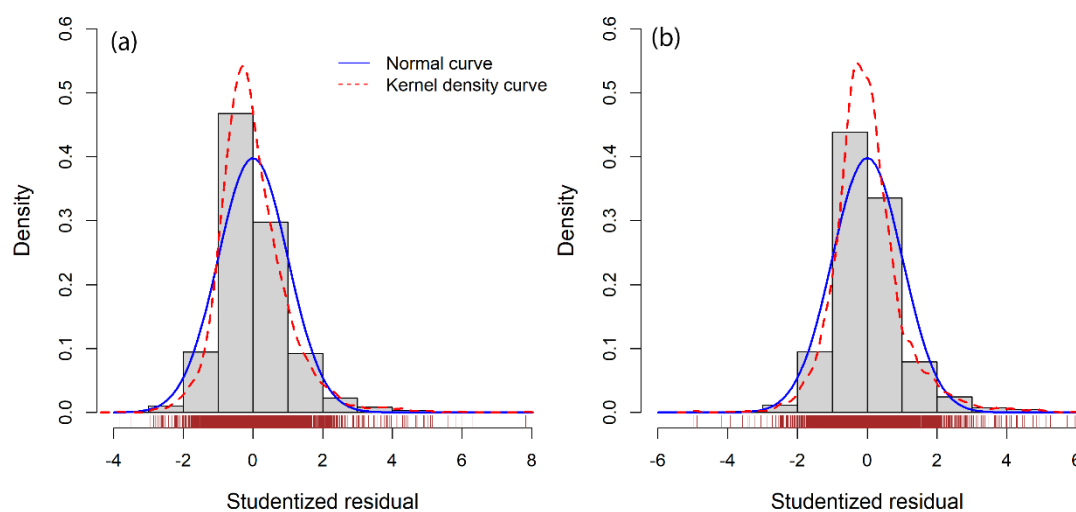 (a)
Normal curve
Kernel density curve
Density
0.0 0.1 0.2 0.3 0.4 0.5 0.6
-4 -2 0 2 4 6 8
Studentized residual
(b)
Density
0.0 0.1 0.2 0.3 0.4 0.5 0.6
-6 -4 -2 0 2 4 6
Studentized residual